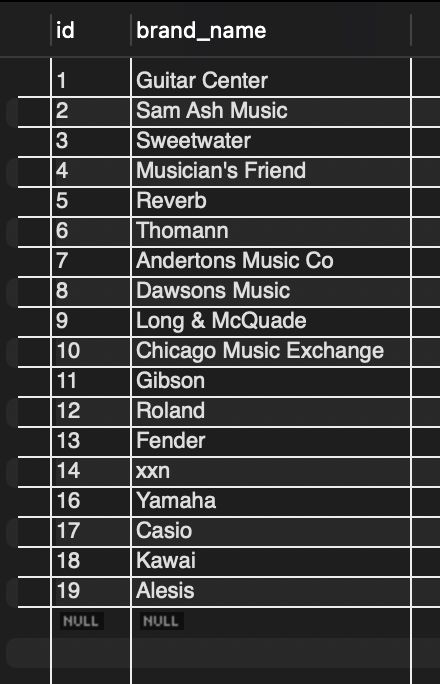 id brand_name
1 Guitar Center
2 Sam Ash Music
3 Sweetwater
4 Musician's Friend
5 Reverb
6 Thomann
7 Andertons Music Co
8 Dawsons Music
9 Long & McQuade
10 Chicago Music Exchange
11 Gibson
12 Roland
13 Fender
14 xxn
16 Yamaha
17 Casio
18 Kawai
19 Alesis
NULL NULL